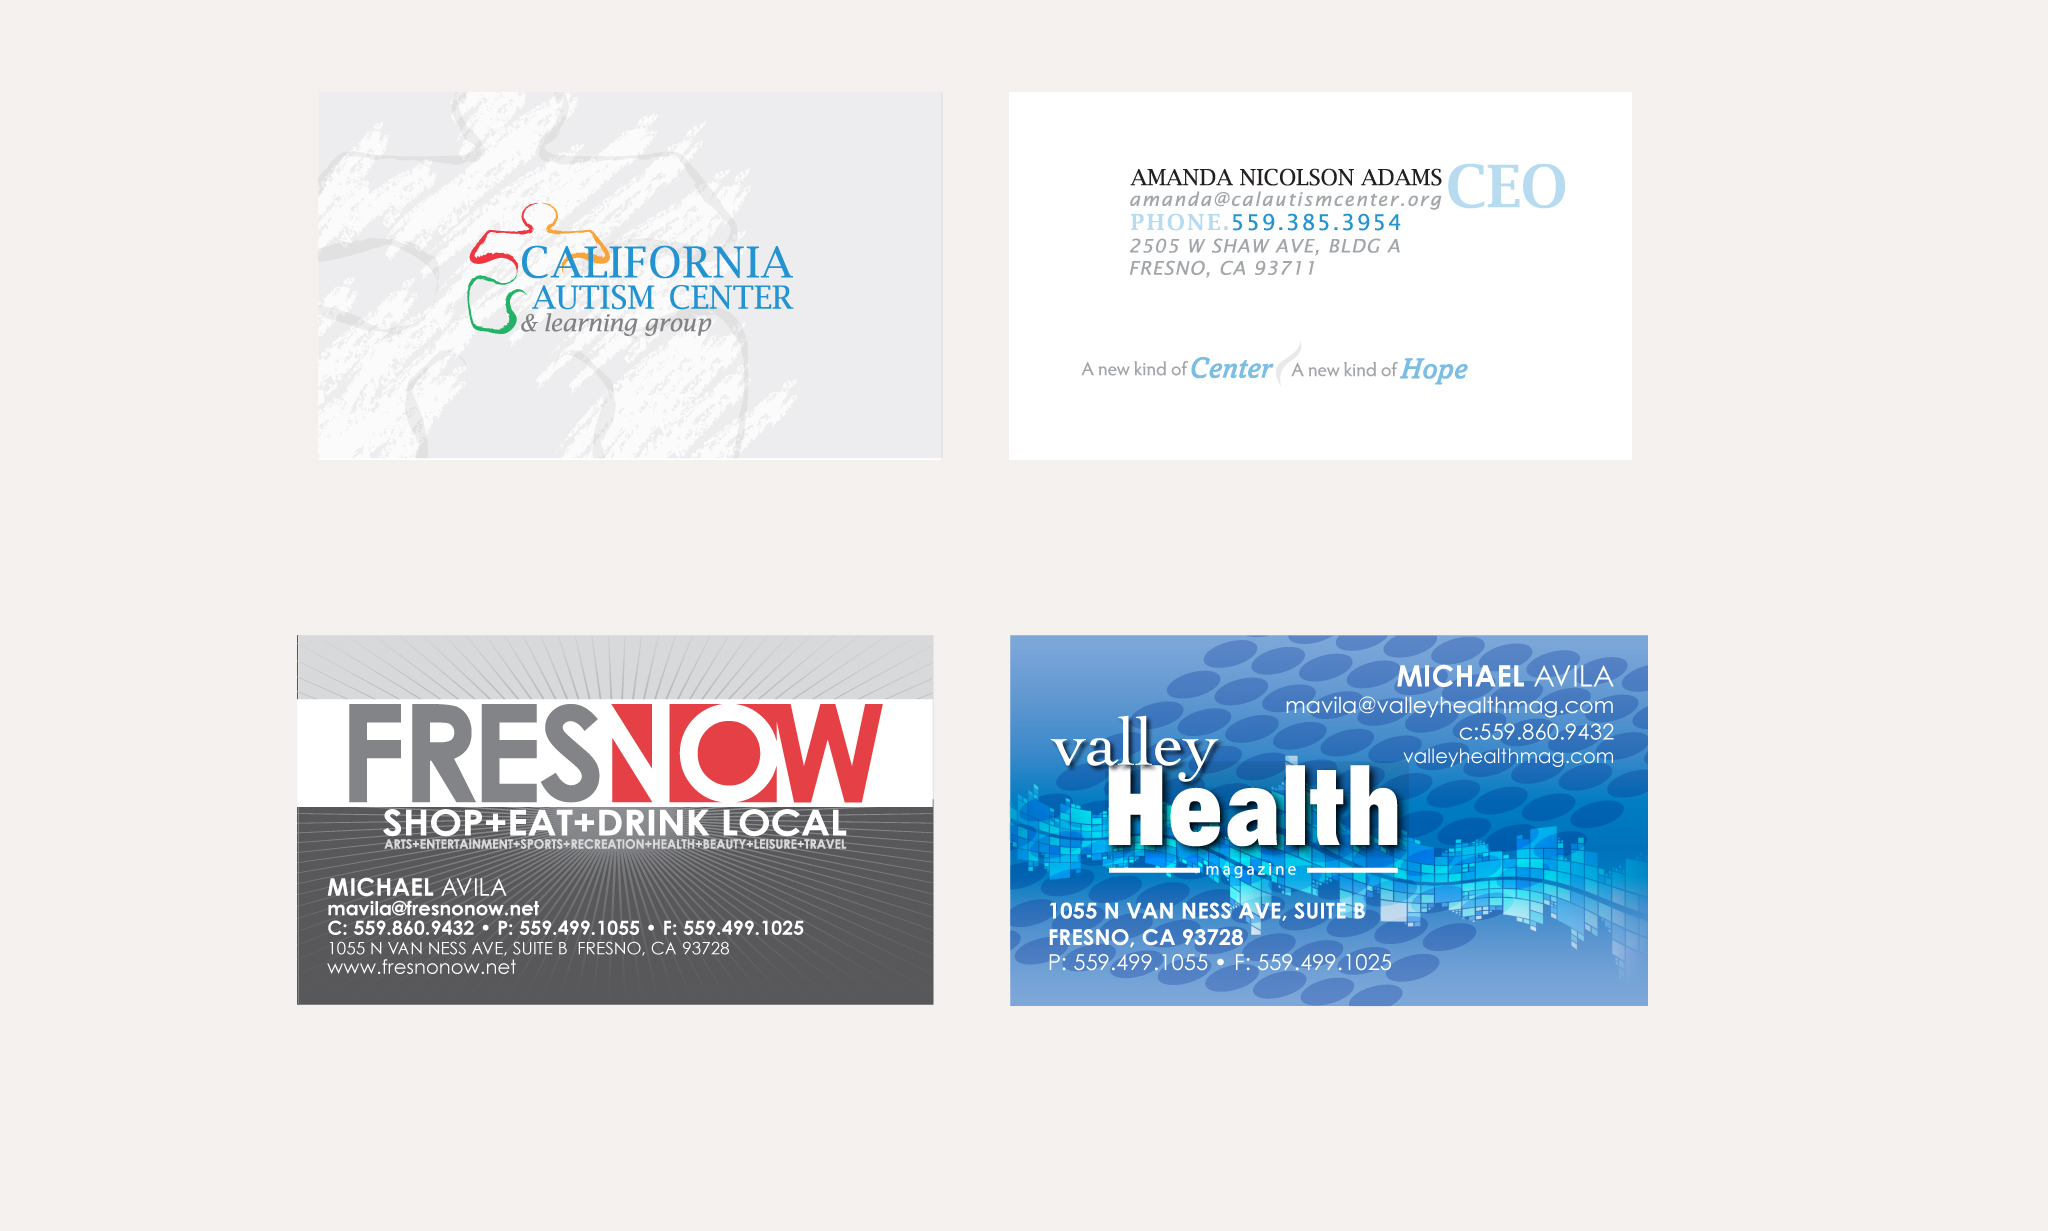 CALIFORNIA
AUTISM CENTER
& learning group
AMANDA NICOLSON ADAMS CEO
amanda@calautismcenter.org
PHONE.559.385.3954
2505 W SHAW AVE, BLDG A
FRESNO, CA 93711
A new kind of Center A new kind of Hope
FRESNOW
SHOP+EAT+DRINK LOCAL
ARTS+ENTERTAINMENT+SPORTS+RECREATION+HEALTH+BEAUTY+LEISURE+TRAVEL
MICHAEL AVILA
mavila@fresnonow.net
C: 559.860.9432 • P: 559.499.1055 • F: 559.499.1025
1055 N VAN NESS AVE, SUITE B FRESNO, CA 93728
www.fresnonow.net
MICHAEL AVILA
mavila@valleyhealthmag.com
c:559.860.9432
valleyhealthmag.com
valley
Health
magazine
1055 N VAN NESS AVE, SUITE B
FRESNO, CA 93728
P: 559.499.1055 • F: 559.499.1025